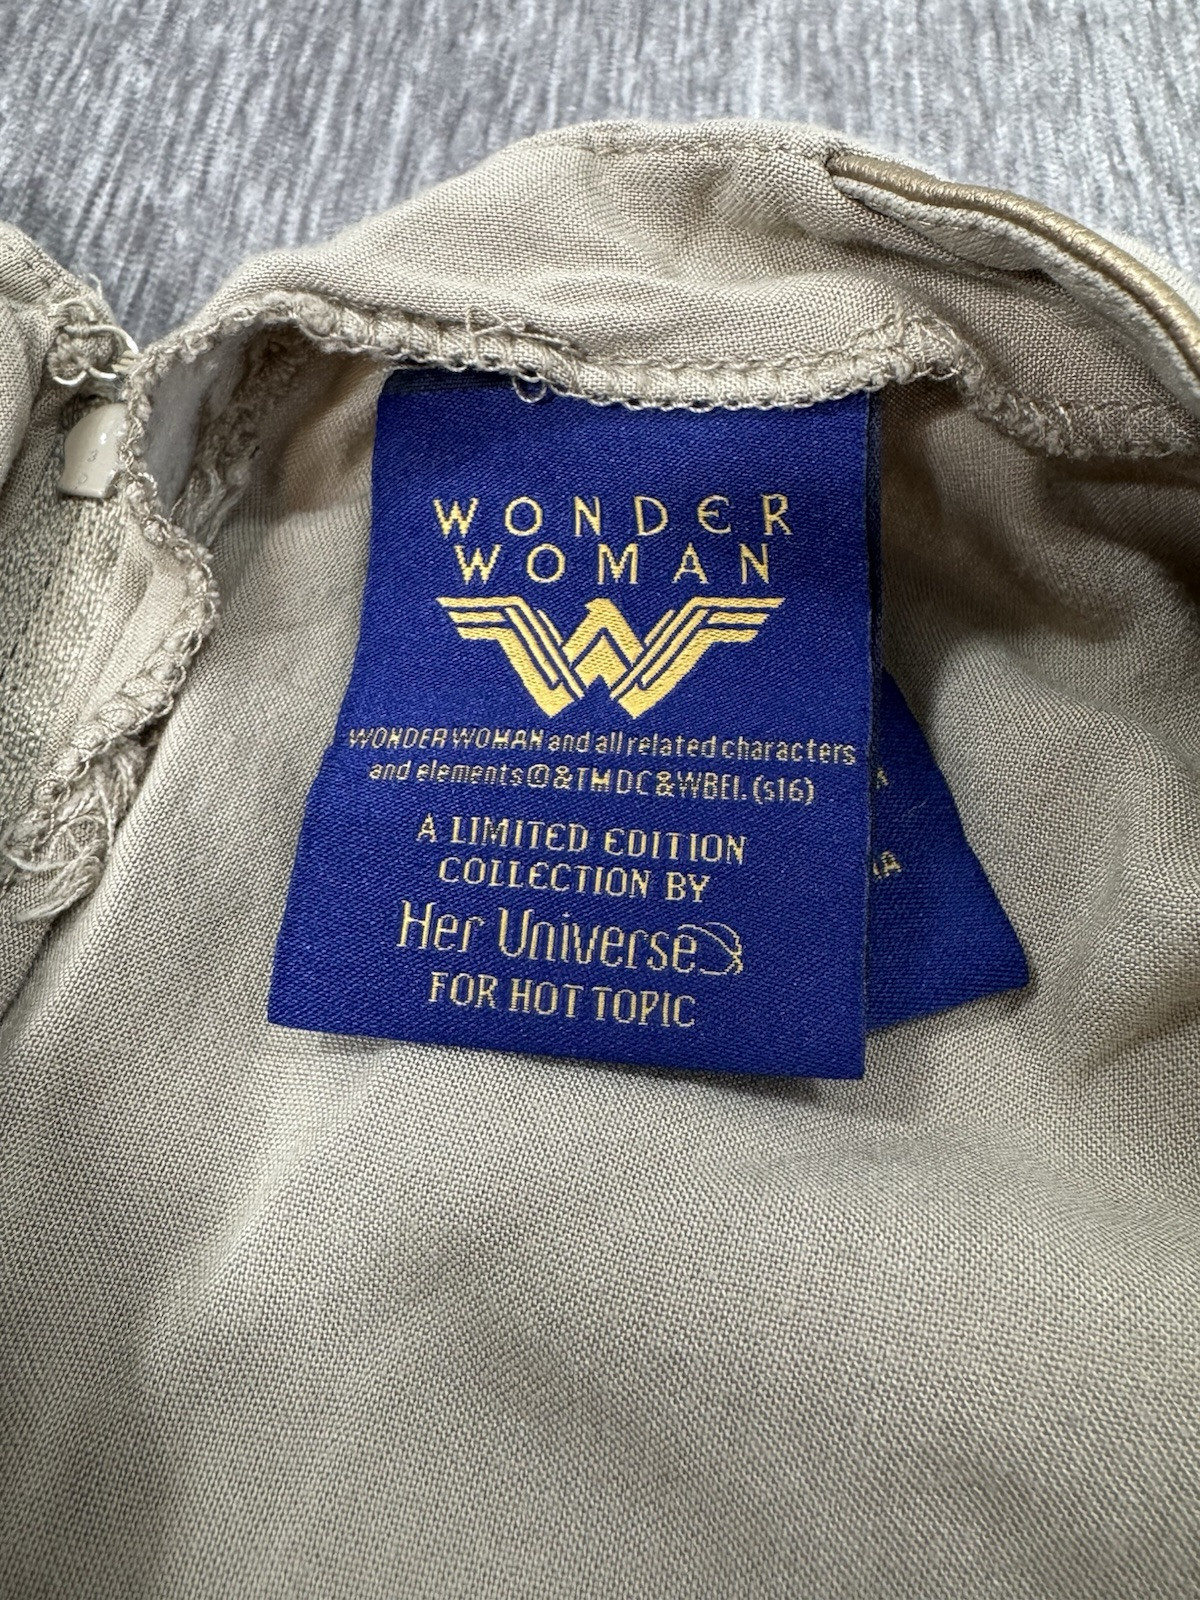 WONDER
WOMAN
WONDER WOMAN and all related characters
and elements © & TM DC & WBEI. (s16)
A LIMITED EDITION
COLLECTION BY
Her Universe
FOR HOT TOPIC